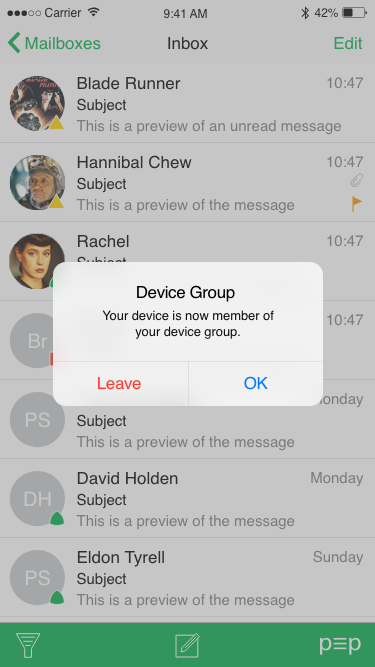 Carrier 9:41 AM 42%
Mailboxes Inbox Edit
Blade Runner 10:47
Subject
This is a preview of an unread message
Hannibal Chew 10:47
Subject
This is a preview of the message
Rachel 10:47
Subject
Device Group
Your device is now member of
your device group.
Br 10:47
Leave OK
PS
Subject
This is a preview of the message
David Holden Monday
DH
Subject
This is a preview of the message
Eldon Tyrell Sunday
PS
Subject
This is a preview of the message
p≡p